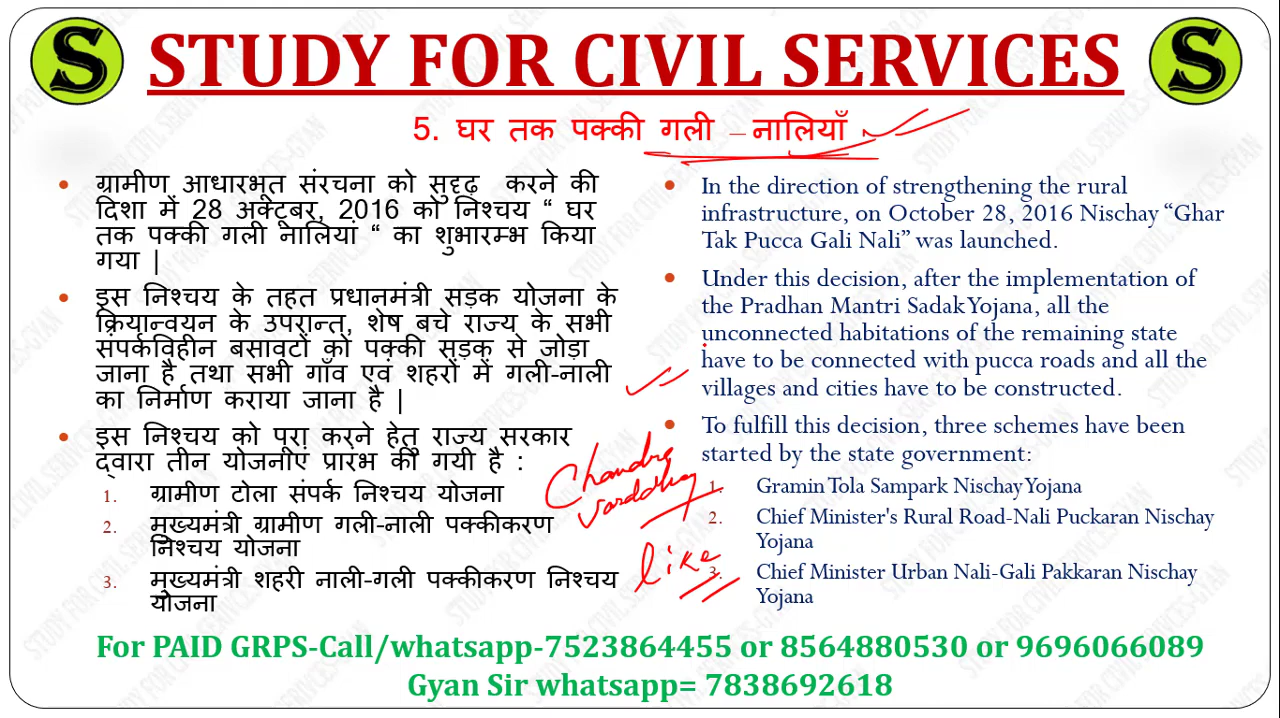 STUDY FOR CIVIL SERVICES
5. घर तक पक्की गली – नालियाँ
ग्रामीण आधारभूत संरचना को सुदृढ़ करने की
दिशा में 28 अक्टूबर, 2016 को निश्चय “ घर
तक पक्की गली नालियां “ का शुभारम्भ किया
गया |
इस निश्चय के तहत प्रधानमंत्री सड़क योजना के
क्रियान्वयन के उपरान्त, शेष बचे राज्य के सभी
संपर्कविहीन बसावटों को पक्की सड़क से जोड़ा
जाना है तथा सभी गाँव एवं शहरों में गली-नाली
का निर्माण कराया जाना है |
इस निश्चय को पूरा करने हेतु राज्य सरकार
द्वारा तीन योजनाएं प्रारंभ की गयी है :
1. ग्रामीण टोला संपर्क निश्चय योजना
2. मुख्यमंत्री ग्रामीण गली-नाली पक्कीकरण
निश्चय योजना
3. मुख्यमंत्री शहरी नाली-गली पक्कीकरण निश्चय
योजना
In the direction of strengthening the rural
infrastructure, on October 28, 2016 Nischay “Ghar
Tak Pucca Gali Nali” was launched.
Under this decision, after the implementation of
the Pradhan Mantri Sadak Yojana, all the
unconnected habitations of the remaining state
have to be connected with pucca roads and all the
villages and cities have to be constructed.
To fulfill this decision, three schemes have been
started by the state government:
1. Gramin Tola Sampark Nischay Yojana
2. Chief Minister's Rural Road-Nali Puckaran Nischay
Yojana
3. Chief Minister Urban Nali-Gali Pakkaran Nischay
Yojana
Chandra
like
For PAID GRPS-Call/whatsapp-7523864455 or 8564880530 or 9696066089
Gyan Sir whatsapp= 7838692618